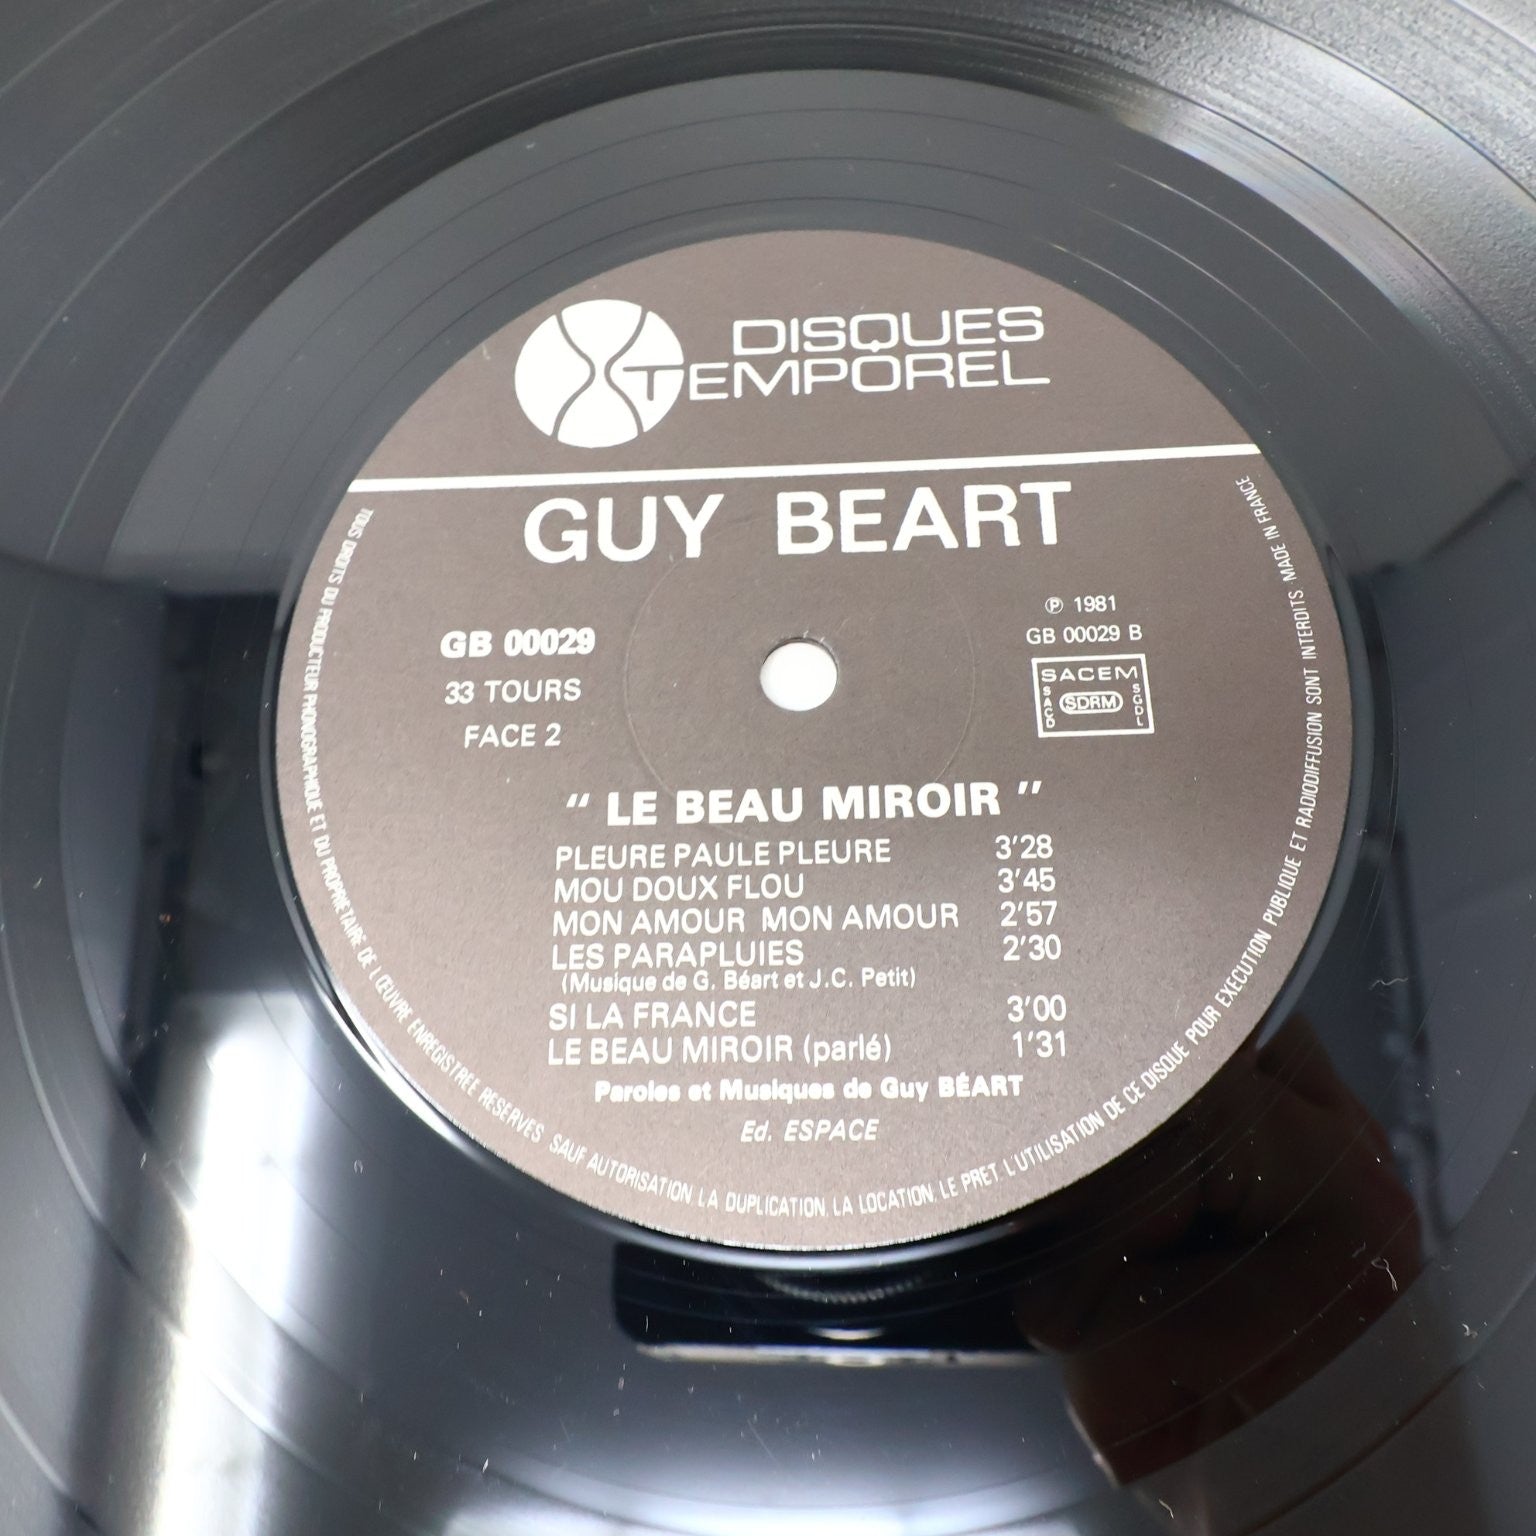 DISQUES
TEMPOREL
GUY BEART
GB 00029
33 TOURS
FACE 2
℗ 1981
GB 00029 B
SACEM
SACD
SDRM
SGDL
" LE BEAU MIROIR "
PLEURE PAULE PLEURE 3'28
MOU DOUX FLOU 3'45
MON AMOUR MON AMOUR 2'57
LES PARAPLUIES 2'30
(Musique de G. Béart et J.C. Petit)
SI LA FRANCE 3'00
LE BEAU MIROIR (parlé) 1'31
Paroles et Musiques de Guy BÉART
Ed. ESPACE
TOUS DROITS DU PRODUCTEUR PHONOGRAPHIQUE ET DU PROPRIETAIRE DE L'ŒUVRE ENREGISTREE RESERVES SAUF AUTORISATION LA DUPLICATION, LA LOCATION, LE PRET, L'UTILISATION DE CE DISQUE POUR EXECUTION PUBLIQUE ET RADIODIFFUSION SONT INTERDITS MADE IN FRANCE